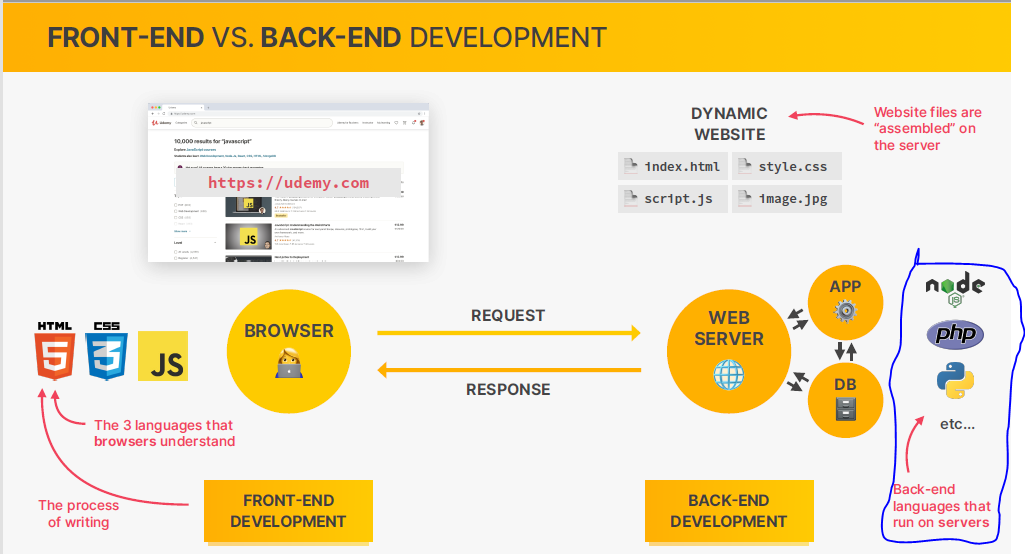 FRONT-END VS. BACK-END DEVELOPMENT
10,000 results for "javascript"
https://udemy.com
DYNAMIC
WEBSITE
Website files are
“assembled” on
the server
index.html
style.css
script.js
image.jpg
HTML
CSS
JS
BROWSER
REQUEST
RESPONSE
WEB
SERVER
APP
DB
node
JS
php
etc...
The 3 languages that
browsers understand
The process
of writing
FRONT-END
DEVELOPMENT
BACK-END
DEVELOPMENT
Back-end
languages that
run on servers